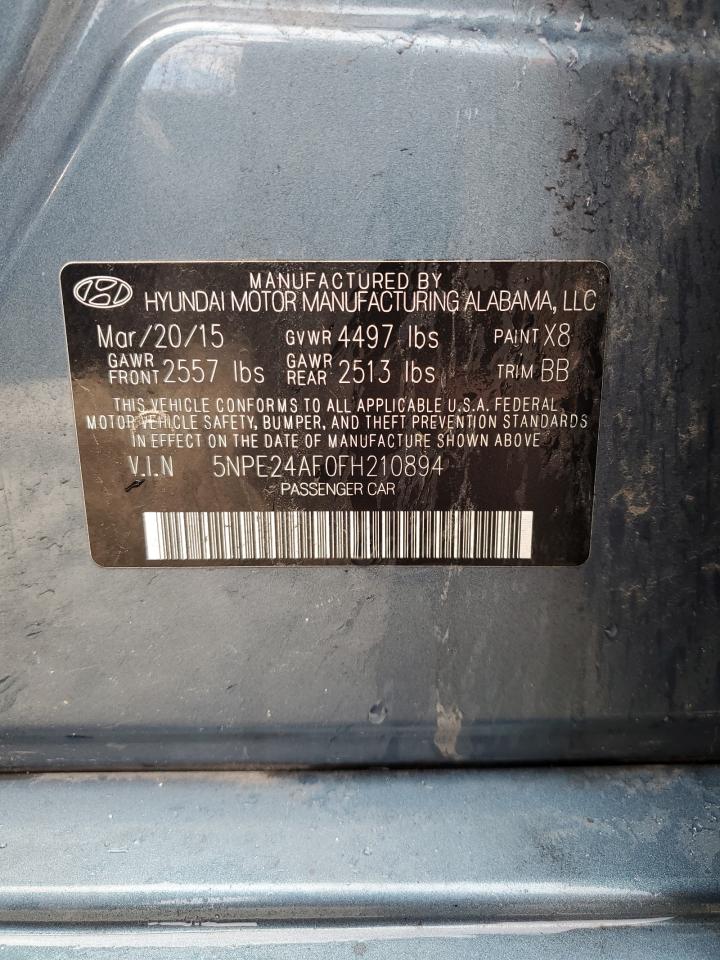 MANUFACTURED BY
HYUNDAI MOTOR MANUFACTURING ALABAMA, LLC
Mar/20/15 GVWR 4497 lbs PAINT X8
GAWR FRONT 2557 lbs GAWR REAR 2513 lbs TRIM BB
THIS VEHICLE CONFORMS TO ALL APPLICABLE U.S.A. FEDERAL
MOTOR VEHICLE SAFETY, BUMPER, AND THEFT PREVENTION STANDARDS
IN EFFECT ON THE DATE OF MANUFACTURE SHOWN ABOVE
V.I.N 5NPE24AF0FH210894
PASSENGER CAR